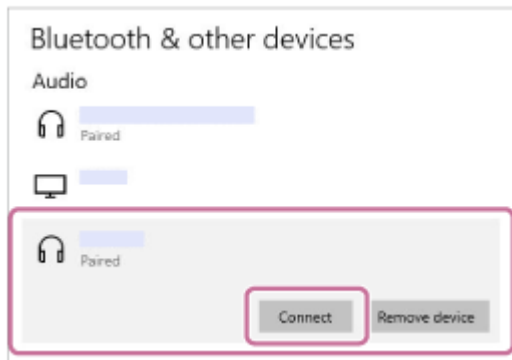 Bluetooth & other devices
Audio
Paired
Paired
Connect Remove device